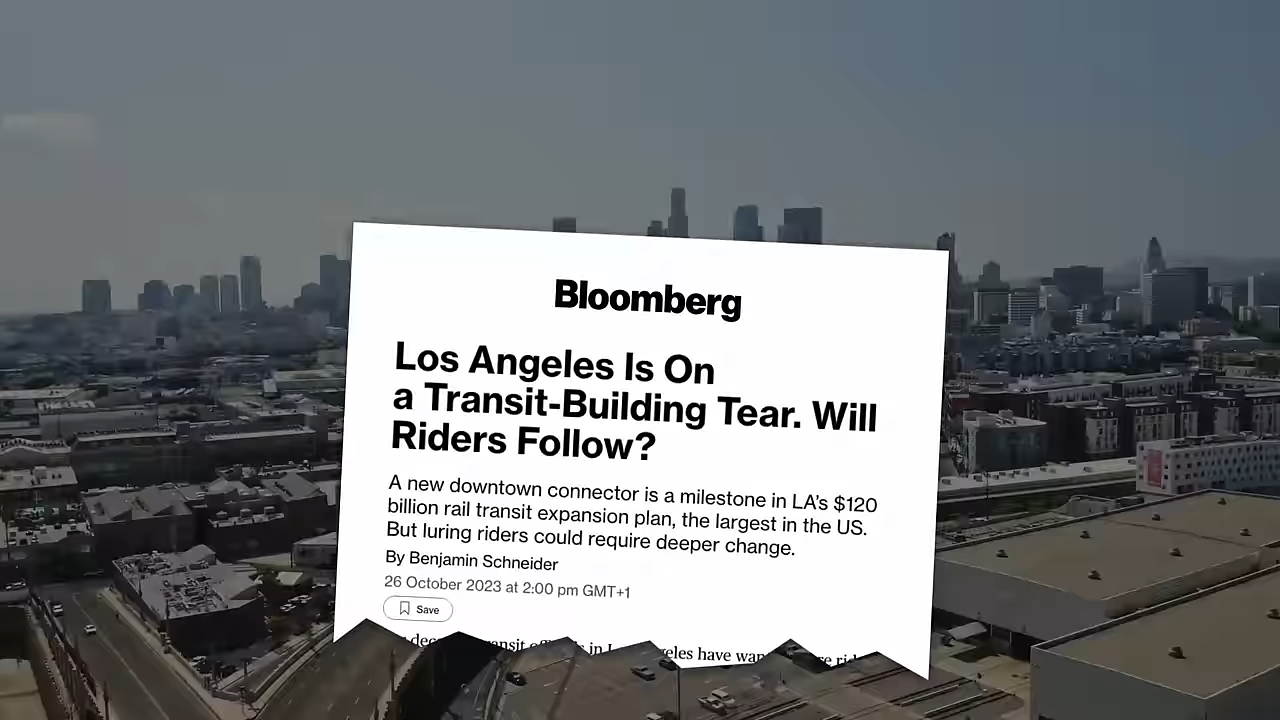 Bloomberg
Los Angeles Is On
a Transit-Building Tear. Will
Riders Follow?
A new downtown connector is a milestone in LA's $120
billion rail transit expansion plan, the largest in the US.
But luring riders could require deeper change.
By Benjamin Schneider
26 October 2023 at 2:00 pm GMT+1
Save
in have